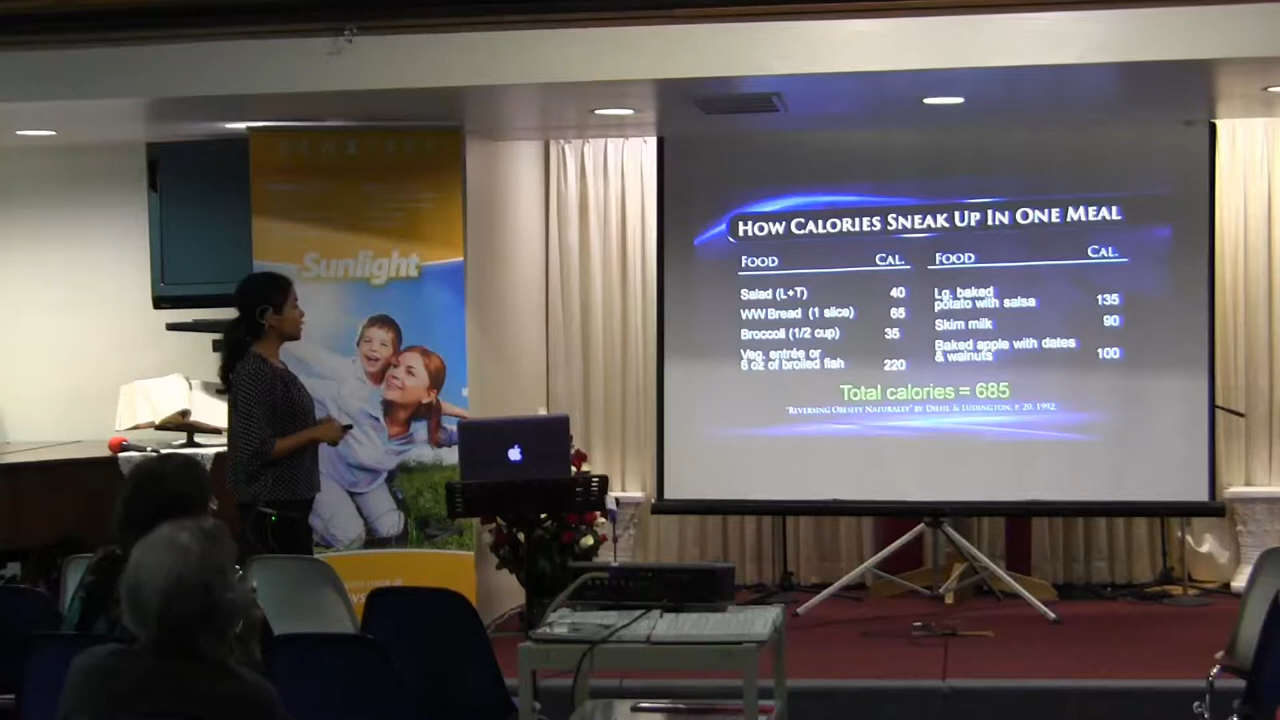 Sunlight
HOW CALORIES SNEAK UP IN ONE MEAL
FOOD CAL. FOOD CAL.
Salad (L+T) 40
WW Bread (1 slice) 65
Broccoli (1/2 cup) 35
Veg. entrée or
6 oz of broiled fish 220
Lg. baked
potato with salsa 135
Skim milk 90
Baked apple with dates
& walnuts 100
Total calories = 685
"REVERSING OBESITY NATURALLY" BY DIEHL & LUDINGTON, P. 20. 1992.